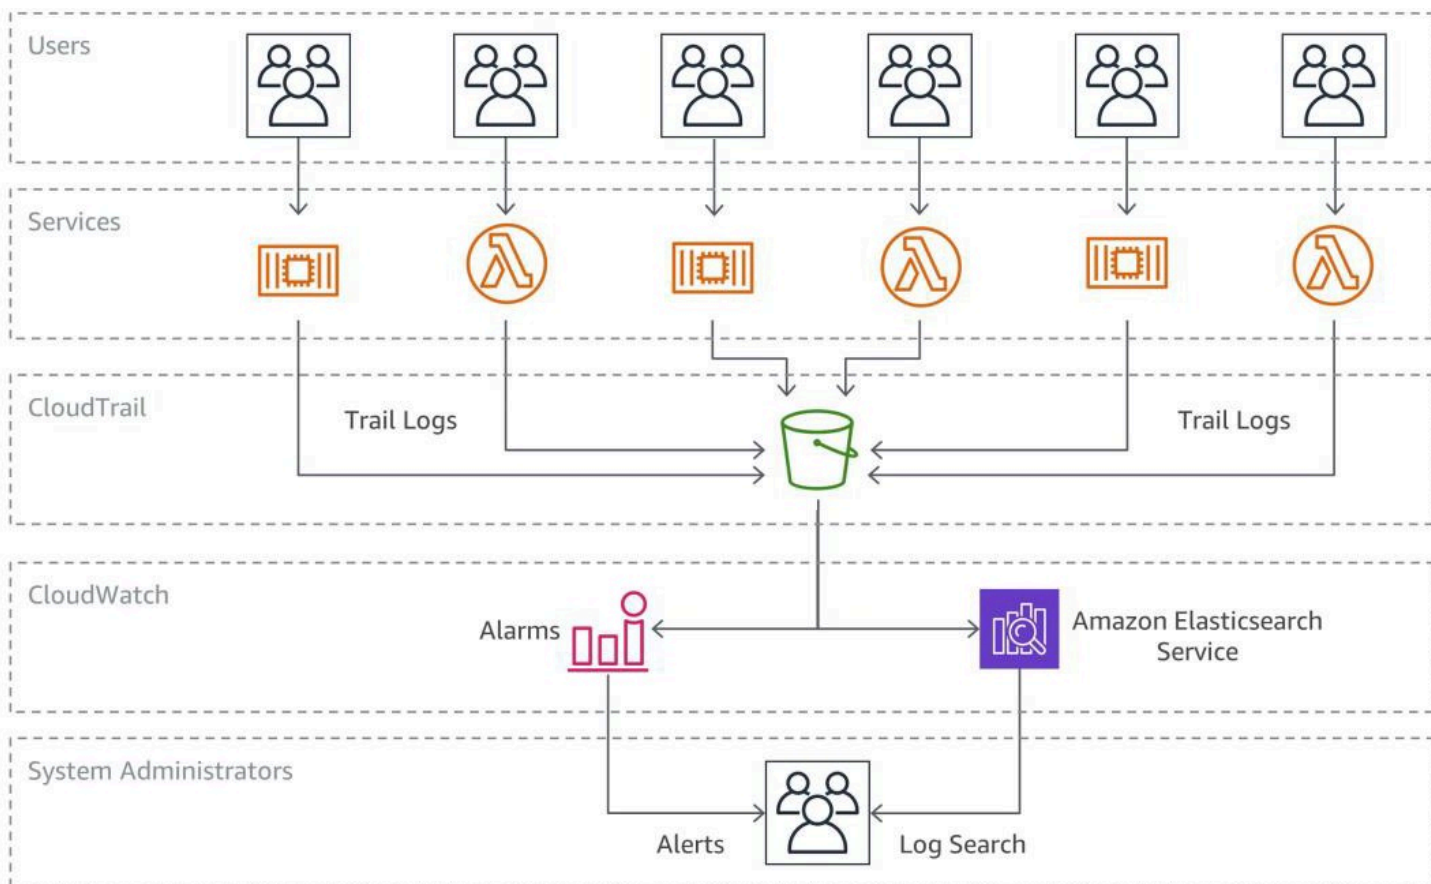 Users
Services
CloudTrail
Trail Logs
Trail Logs
CloudWatch
Alarms
Amazon Elasticsearch
Service
System Administrators
Alerts
Log Search